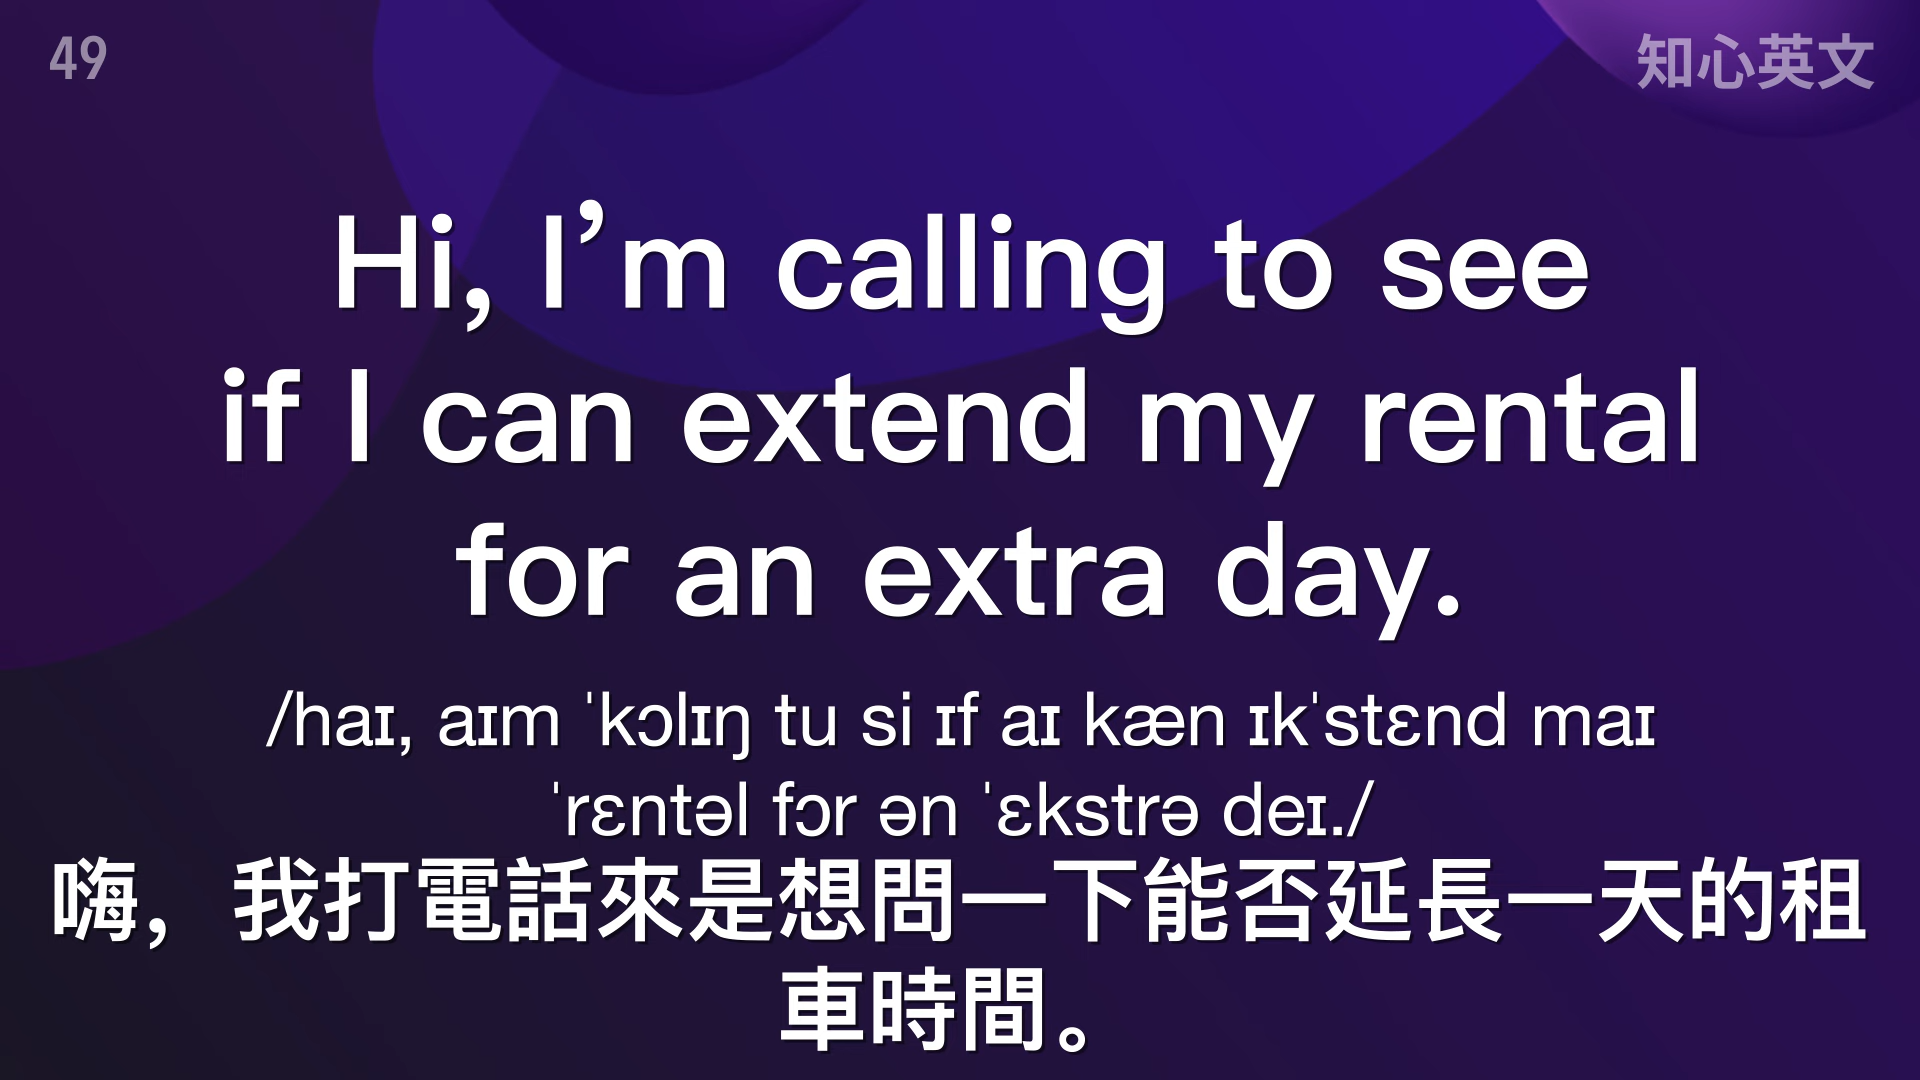 49
知心英文
Hi, I’m calling to see
if I can extend my rental
for an extra day.
/haɪ, aɪm ˈkɔlɪŋ tu si ɪf aɪ kæn ɪkˈstɛnd maɪ
ˈrɛntəl fɔr ən ˈɛkstrə deɪ./
嗨，我打電話來是想問一下能否延長一天的租
車時間。